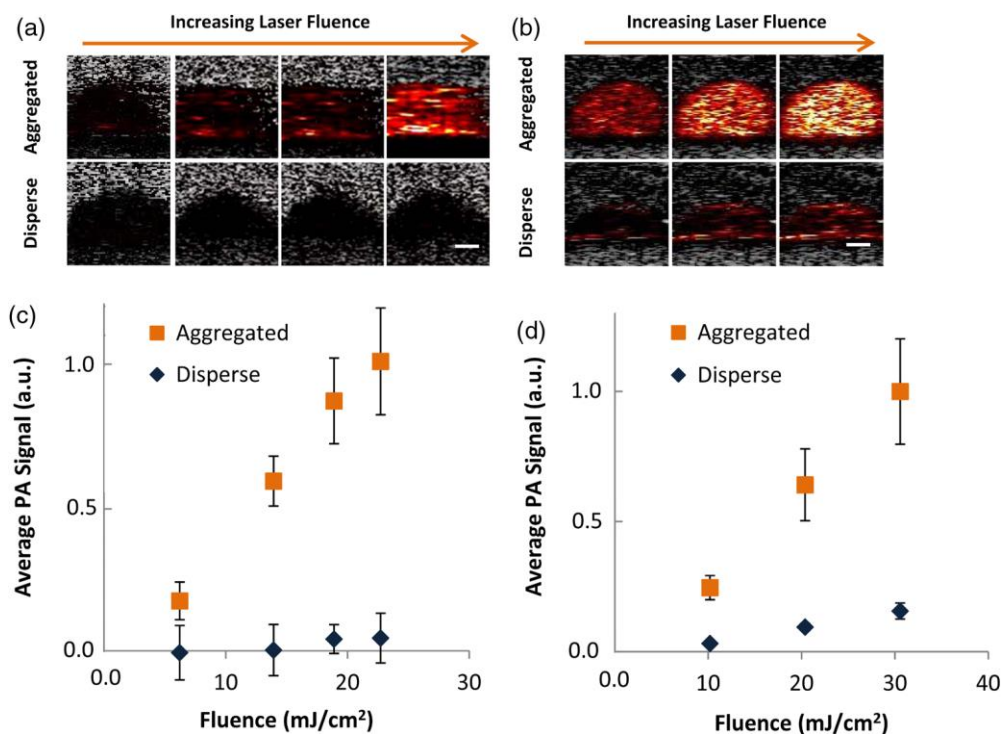 (a)
Increasing Laser Fluence
Aggregated
Disperse
(b)
Increasing Laser Fluence
Aggregated
Disperse
(c)
Aggregated
Disperse
Average PA Signal (a.u.)
1.0
0.5
0.0
0.0 10 20 30
Fluence (mJ/cm²)
(d)
Aggregated
Disperse
Average PA Signal (a.u.)
1.0
0.5
0.0
0.0 10 20 30 40
Fluence (mJ/cm²)